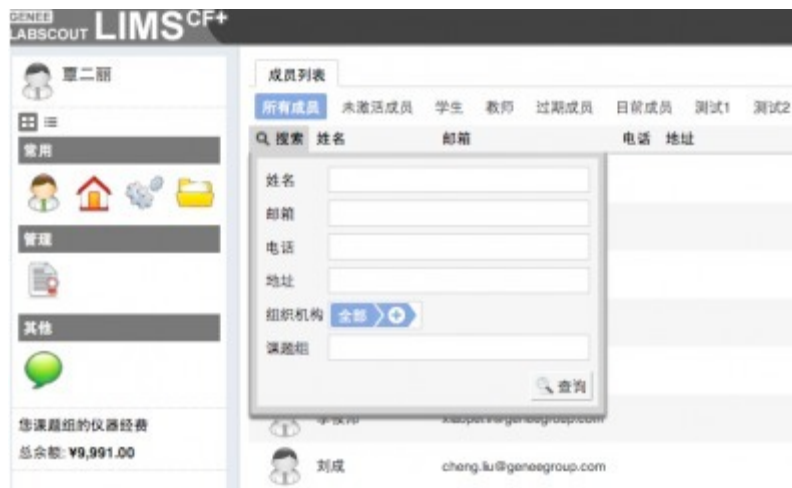 GENEE
LABSCOUT LIMS CF+
覃二丽
常用
管理
其他
您课题组的仪器经费
总余额: ¥9,991.00
成员列表
所有成员 未激活成员 学生 教师 过期成员 目前成员 测试1 测试2
搜索 姓名 邮箱 电话 地址
姓名
邮箱
电话
地址
组织机构 全部
课题组
查询
刘成 cheng.liu@geneegroup.com